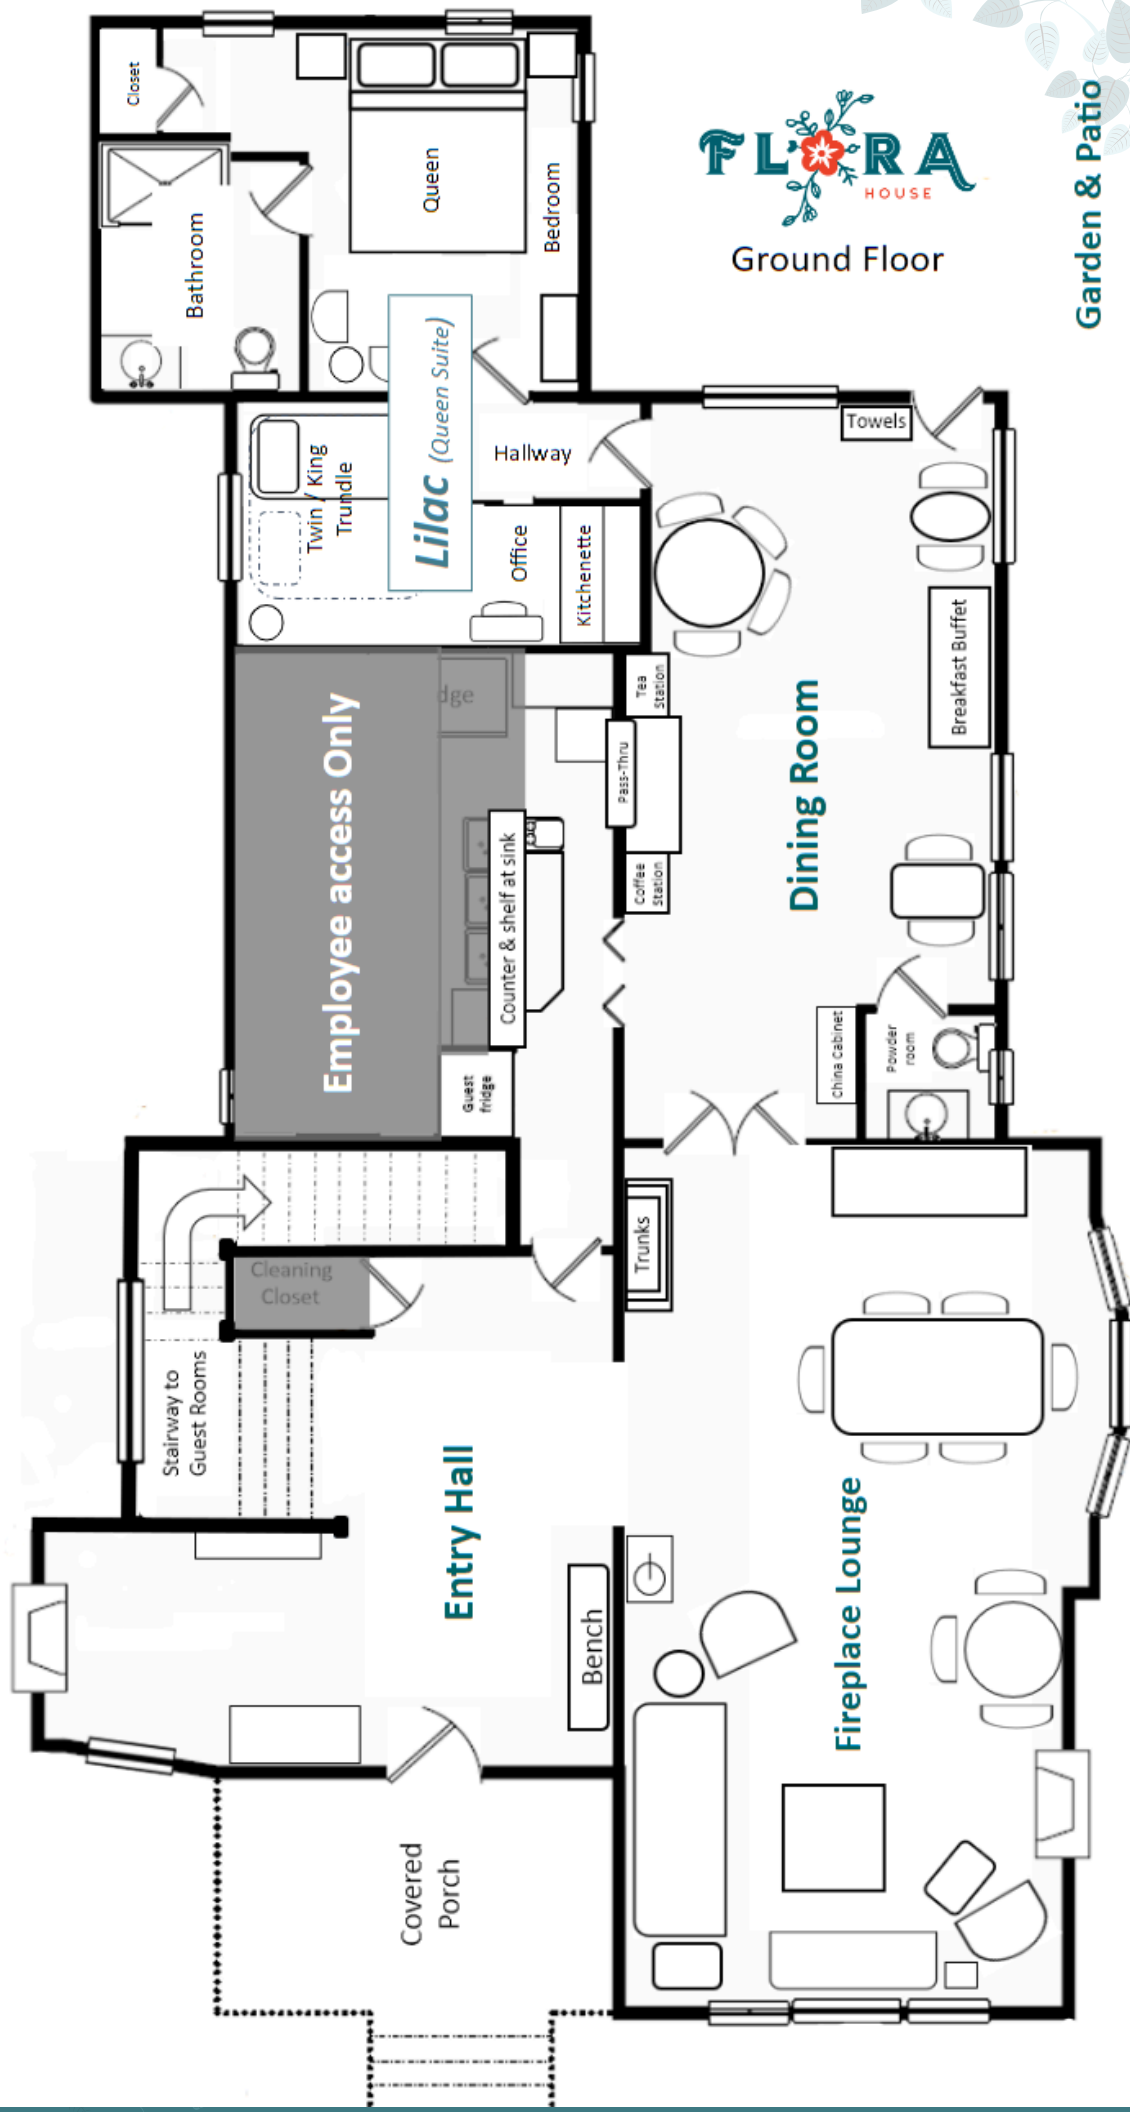 Closet
Queen
Bathroom
Bedroom
FLORA
HOUSE
Ground Floor
Garden & Patio
Lilac (Queen Suite)
Hallway
Towels
Twin / King
Trundle
Office
Kitchenette
Breakfast Buffet
Employee access Only
dge
Tea
Station
Pass-Thru
Dining Room
Counter & shelf at sink
Coffee
Station
Guest
fridge
China Cabinet
Powder
room
Trunks
Cleaning
Closet
Stairway to
Guest Rooms
Entry Hall
Bench
Fireplace Lounge
Covered
Porch